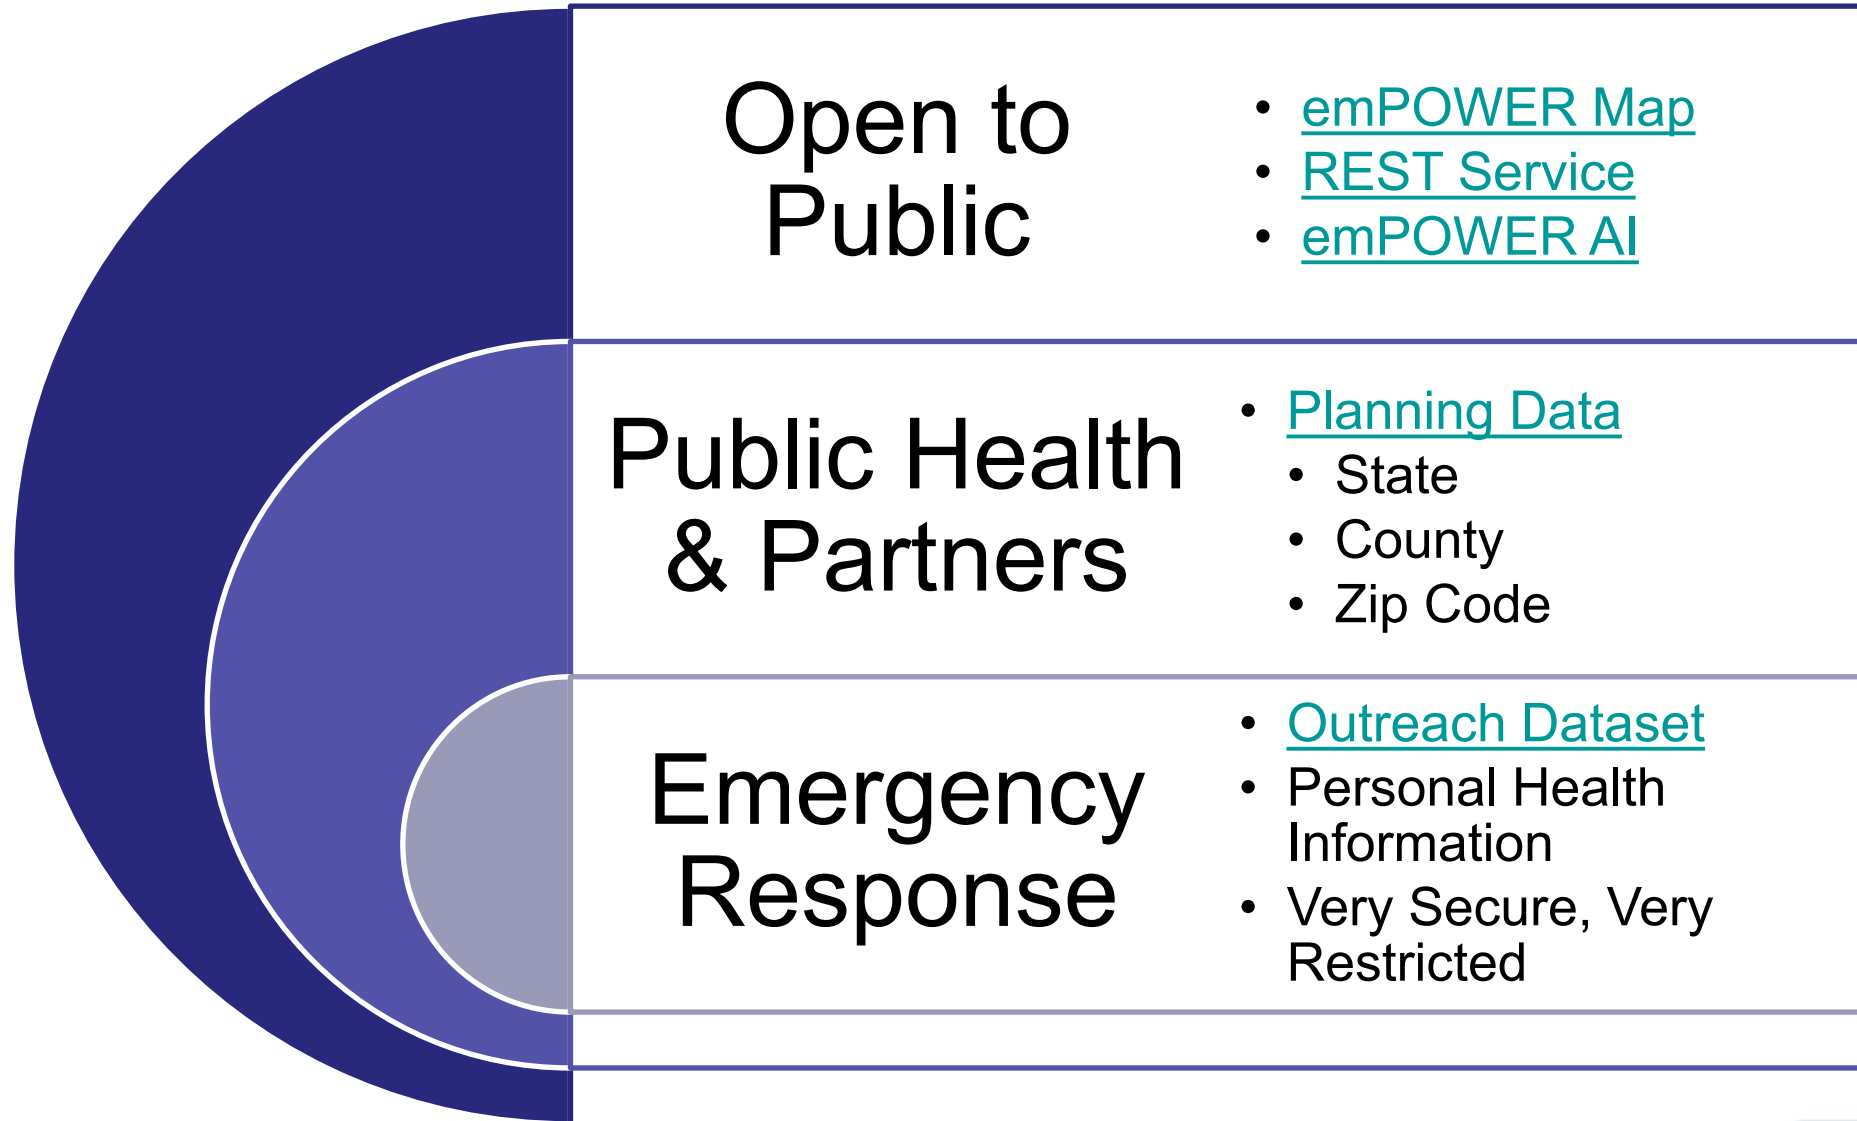 Open to
Public
• emPOWER Map
• REST Service
• emPOWER AI
Public Health
& Partners
• Planning Data
• State
• County
• Zip Code
Emergency
Response
• Outreach Dataset
• Personal Health
Information
• Very Secure, Very
Restricted